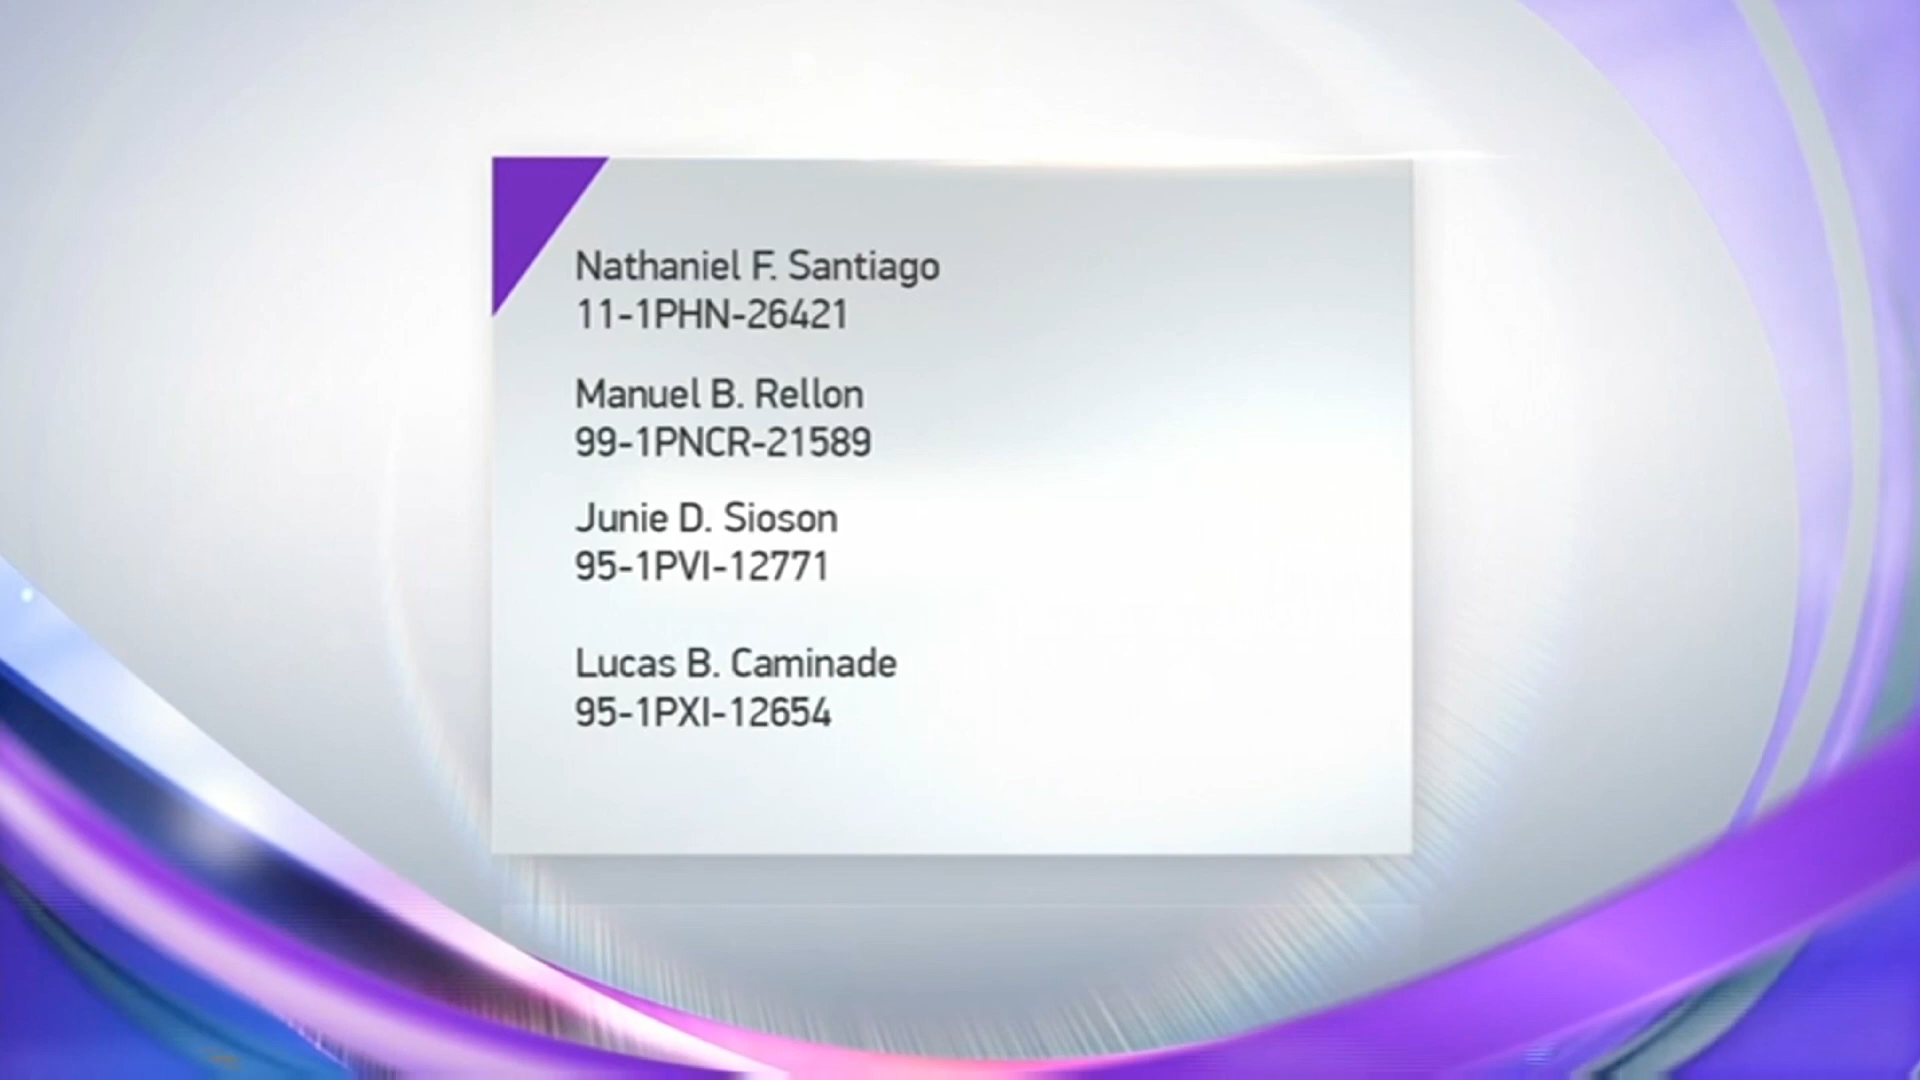 Nathaniel F. Santiago
11-1PHN-26421
Manuel B. Rellon
99-1PNCR-21589
Junie D. Sioson
95-1PVI-12771
Lucas B. Caminade
95-1PXI-12654